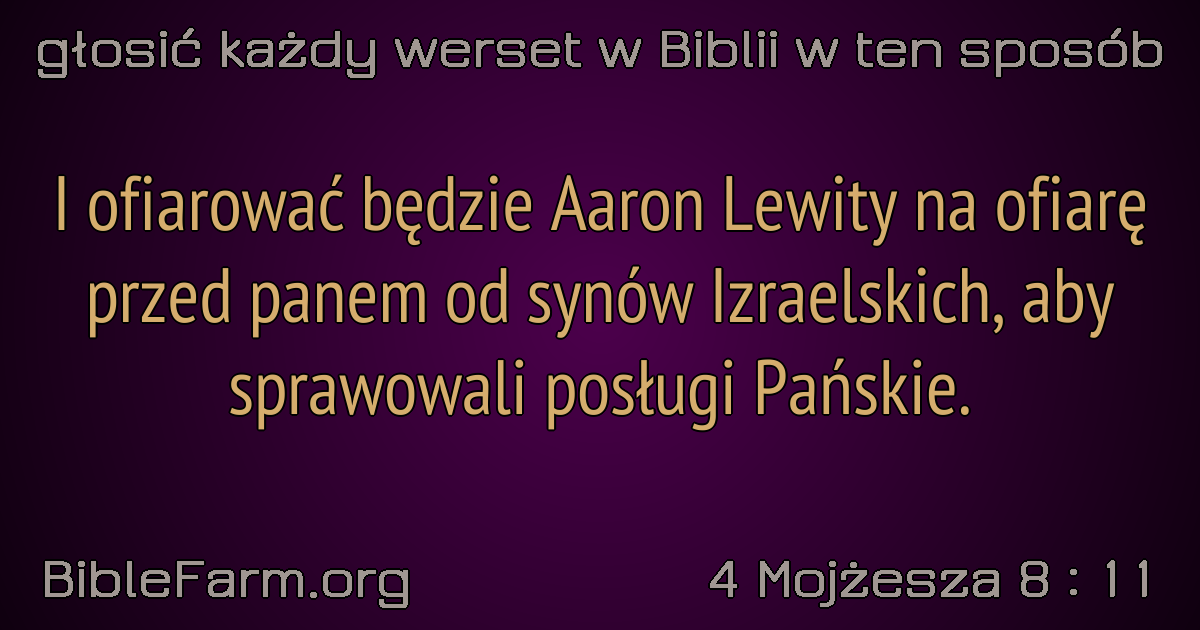 głosić każdy werset w Biblii w ten sposób
I ofiarować będzie Aaron Lewity na ofiarę
przed panem od synów Izraelskich, aby
sprawowali posługi Pańskie.
BibleFarm.org
4 Mojżesza 8 : 11